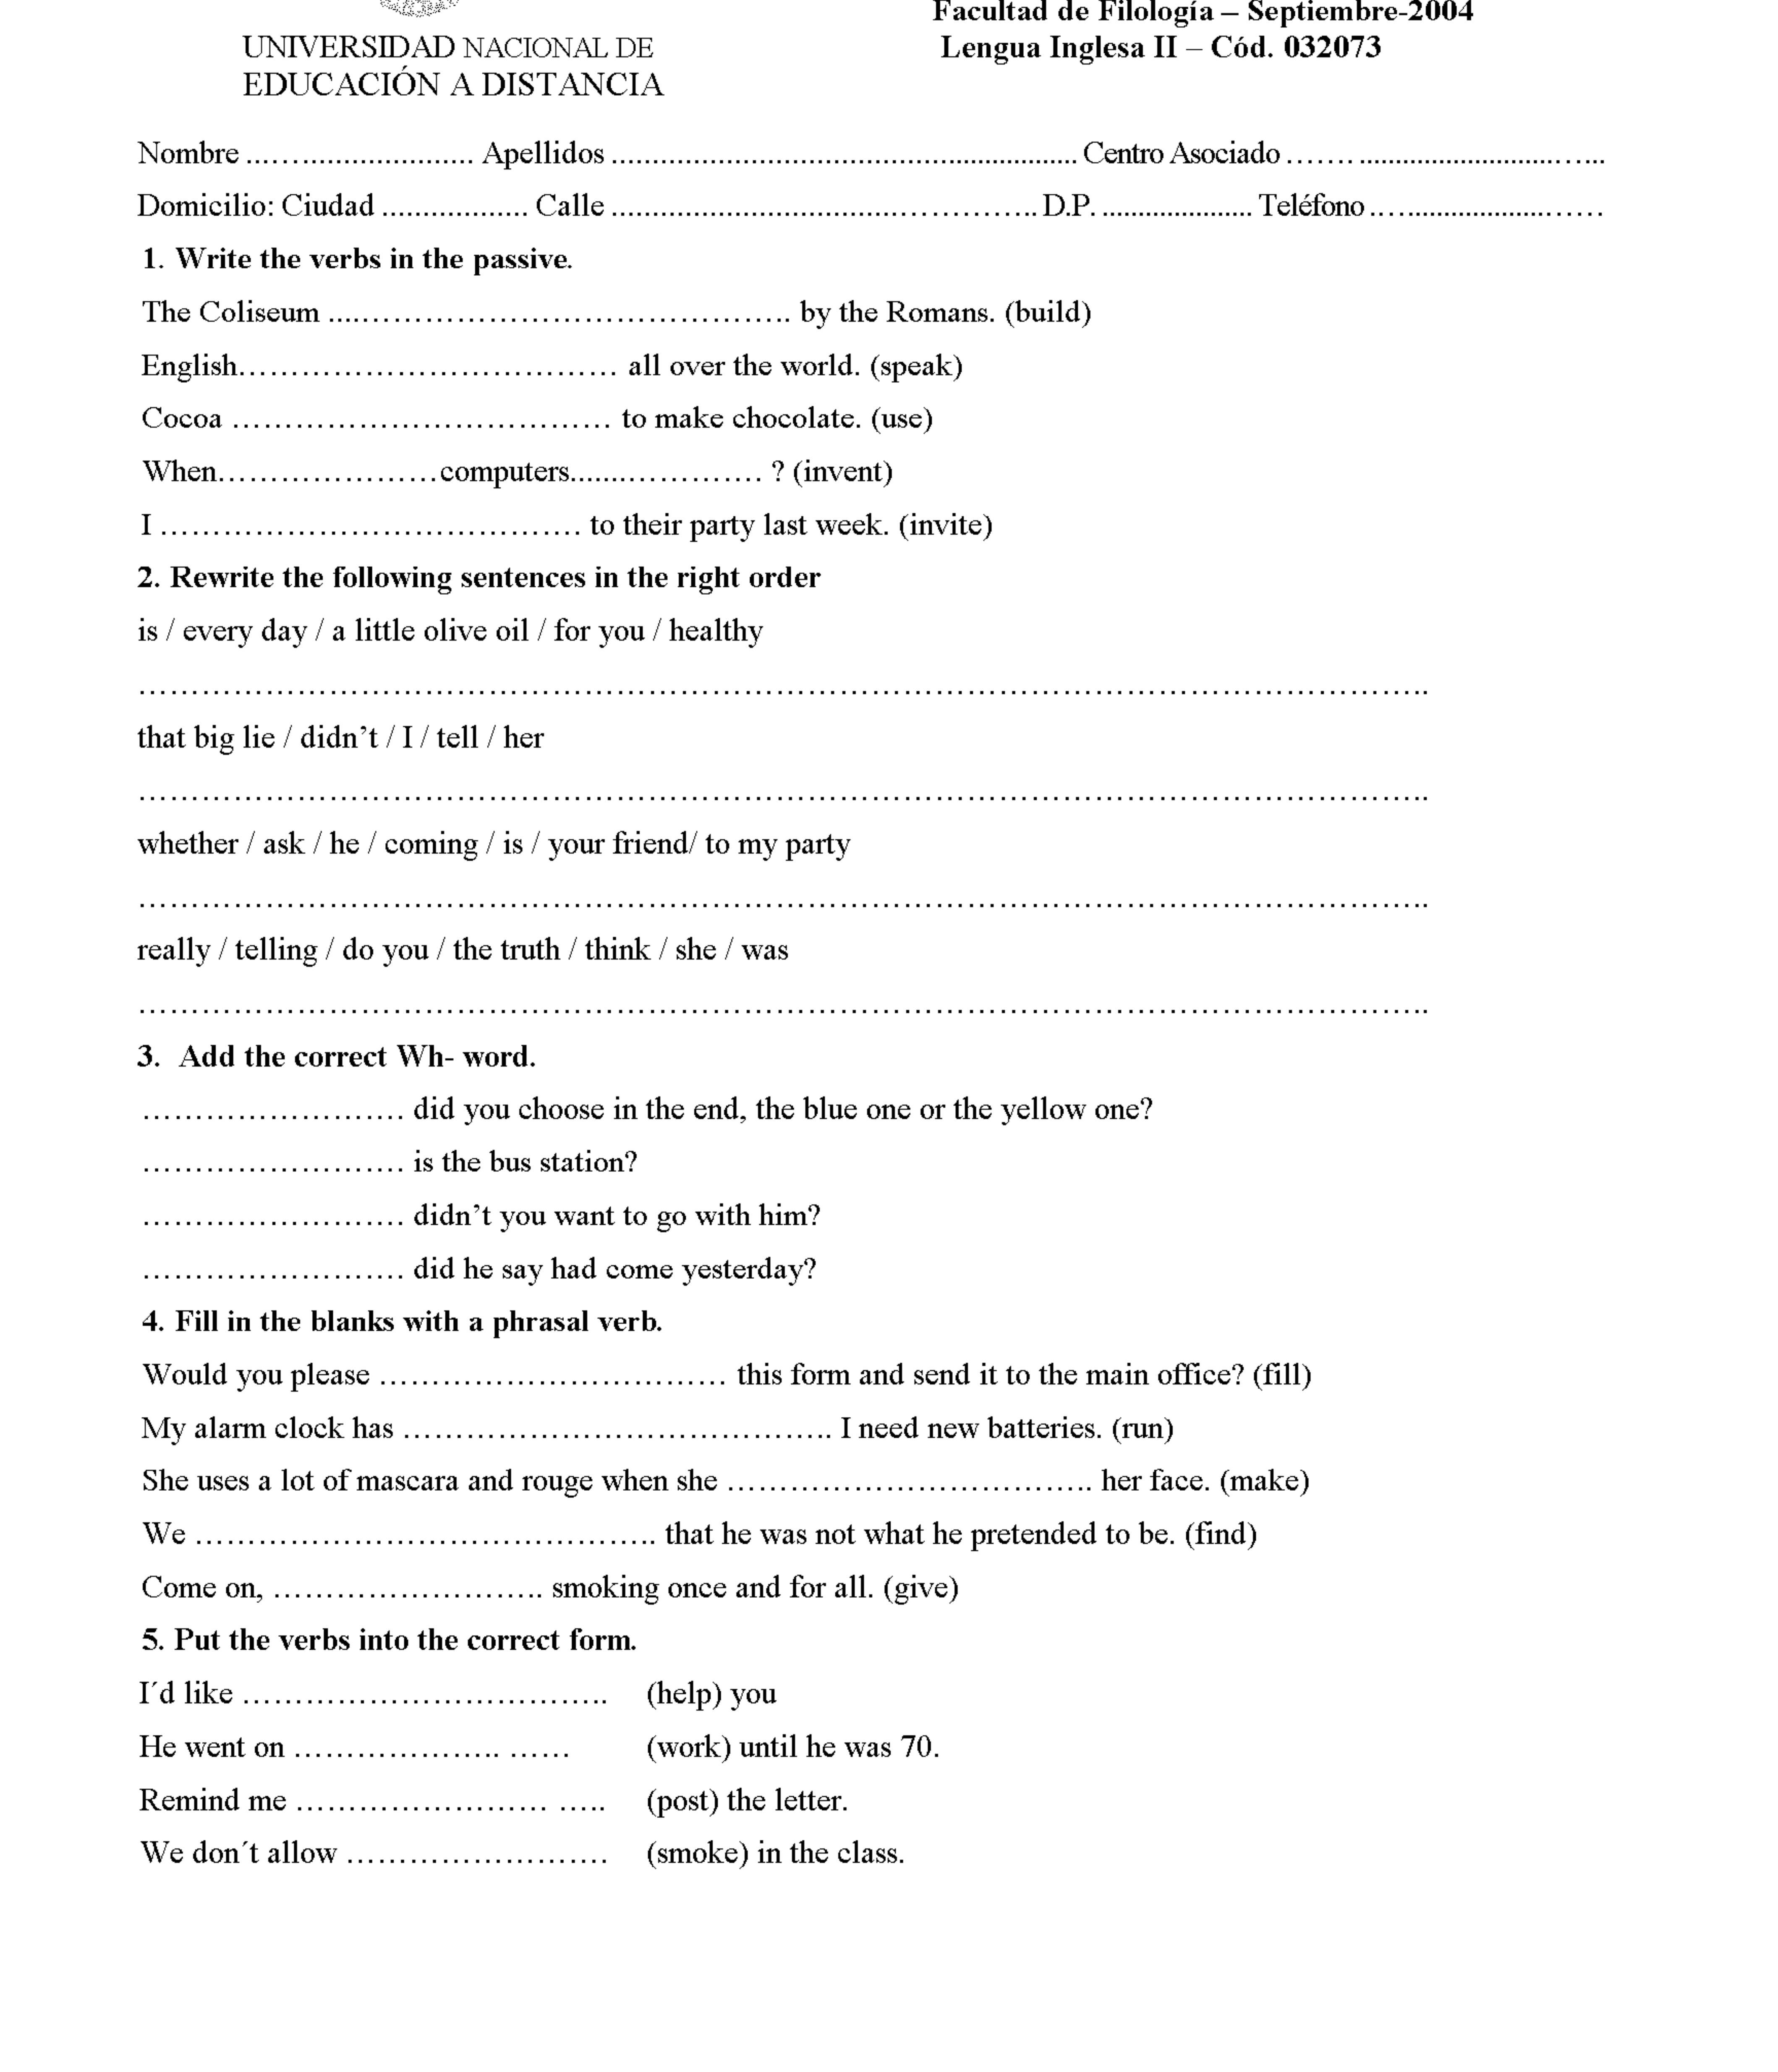 Facultad de Filología – Septiembre-2004
UNIVERSIDAD NACIONAL DE
Lengua Inglesa II – Cód. 032073
EDUCACIÓN A DISTANCIA
Nombre ............................ Apellidos ......................................................... Centro Asociado .......................................
Domicilio: Ciudad .................. Calle .................................................... D.P. ................... Teléfono ............................
1. Write the verbs in the passive.
The Coliseum ………………………………………….. by the Romans. (build)
English……………………………… all over the world. (speak)
Cocoa ……………………………… to make chocolate. (use)
When…………………computers.......………… ? (invent)
I ………………………………… to their party last week. (invite)
2. Rewrite the following sentences in the right order
is / every day / a little olive oil / for you / healthy
……………………………………………………………………………………………………………..
that big lie / didn’t / I / tell / her
……………………………………………………………………………………………………………..
whether / ask / he / coming / is / your friend/ to my party
……………………………………………………………………………………………………………..
really / telling / do you / the truth / think / she / was
……………………………………………………………………………………………………………..
3. Add the correct Wh- word.
……………………. did you choose in the end, the blue one or the yellow one?
……………………. is the bus station?
……………………. didn’t you want to go with him?
……………………. did he say had come yesterday?
4. Fill in the blanks with a phrasal verb.
Would you please …………………………… this form and send it to the main office? (fill)
My alarm clock has ………………………………….. I need new batteries. (run)
She uses a lot of mascara and rouge when she …………………………….. her face. (make)
We …………………………………….. that he was not what he pretended to be. (find)
Come on, …………………….. smoking once and for all. (give)
5. Put the verbs into the correct form.
I´d like …………………………….. (help) you
He went on ……………….. …… (work) until he was 70.
Remind me …………………… ….. (post) the letter.
We don´t allow ……………………. (smoke) in the class.